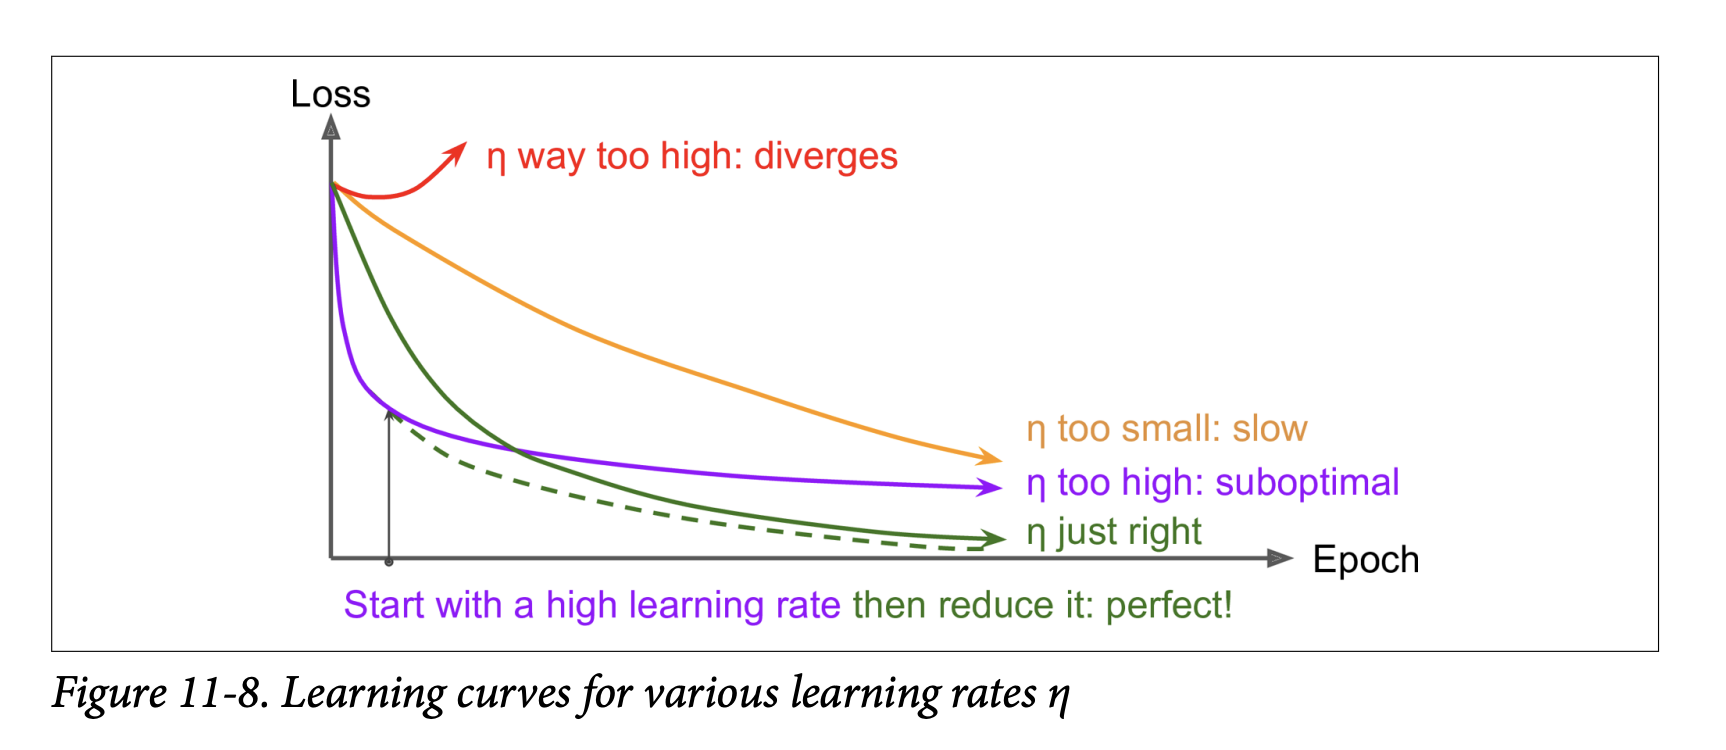 Loss
η way too high: diverges
η too small: slow
η too high: suboptimal
η just right
Epoch
Start with a high learning rate then reduce it: perfect!
Figure 11-8. Learning curves for various learning rates η